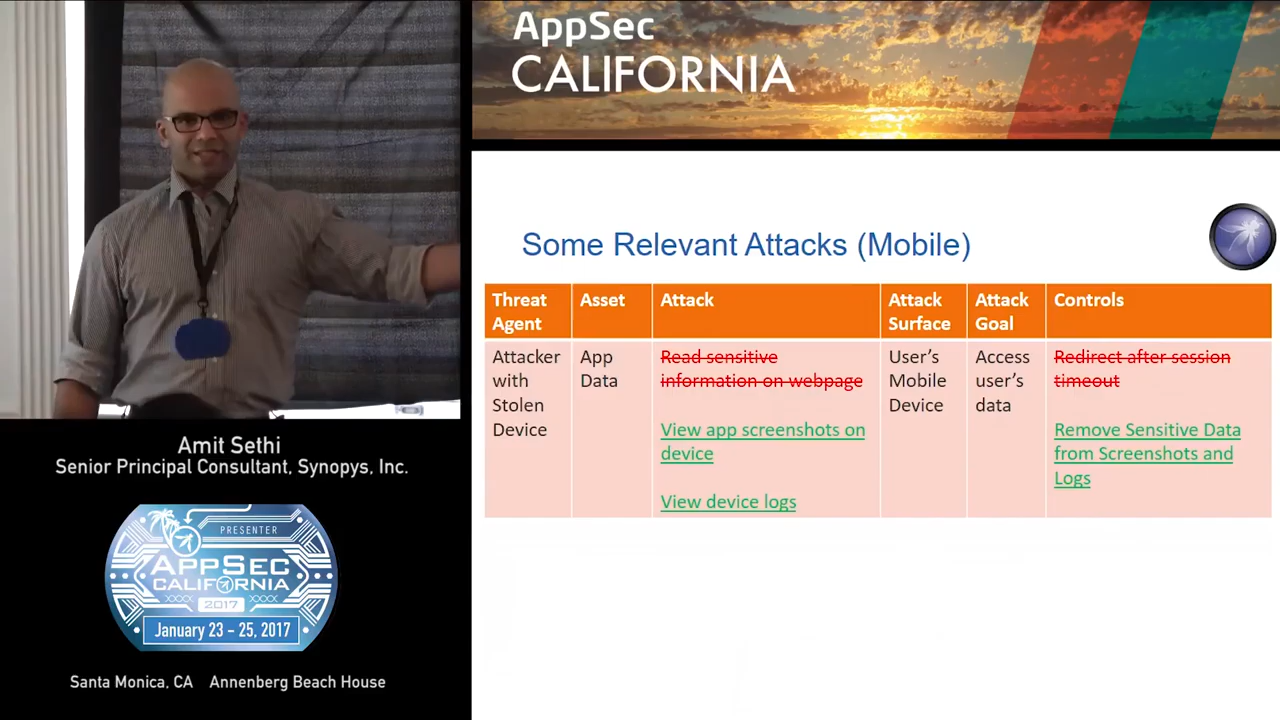 AppSec
CALIFORNIA
Some Relevant Attacks (Mobile)
Threat
Agent
Asset
Attack
Attack
Surface
Attack
Goal
Controls
Attacker
with
Stolen
Device
App
Data
Read sensitive
information on webpage
View app screenshots on
device
View device logs
User's
Mobile
Device
Access
user's
data
Redirect after session
timeout
Remove Sensitive Data
from Screenshots and
Logs
Amit Sethi
Senior Principal Consultant, Synopys, Inc.
PRESENTER
APPSEC
CALIFORNIA
XXXX 2017 XXXX
January 23 - 25, 2017
Santa Monica, CA Annenberg Beach House